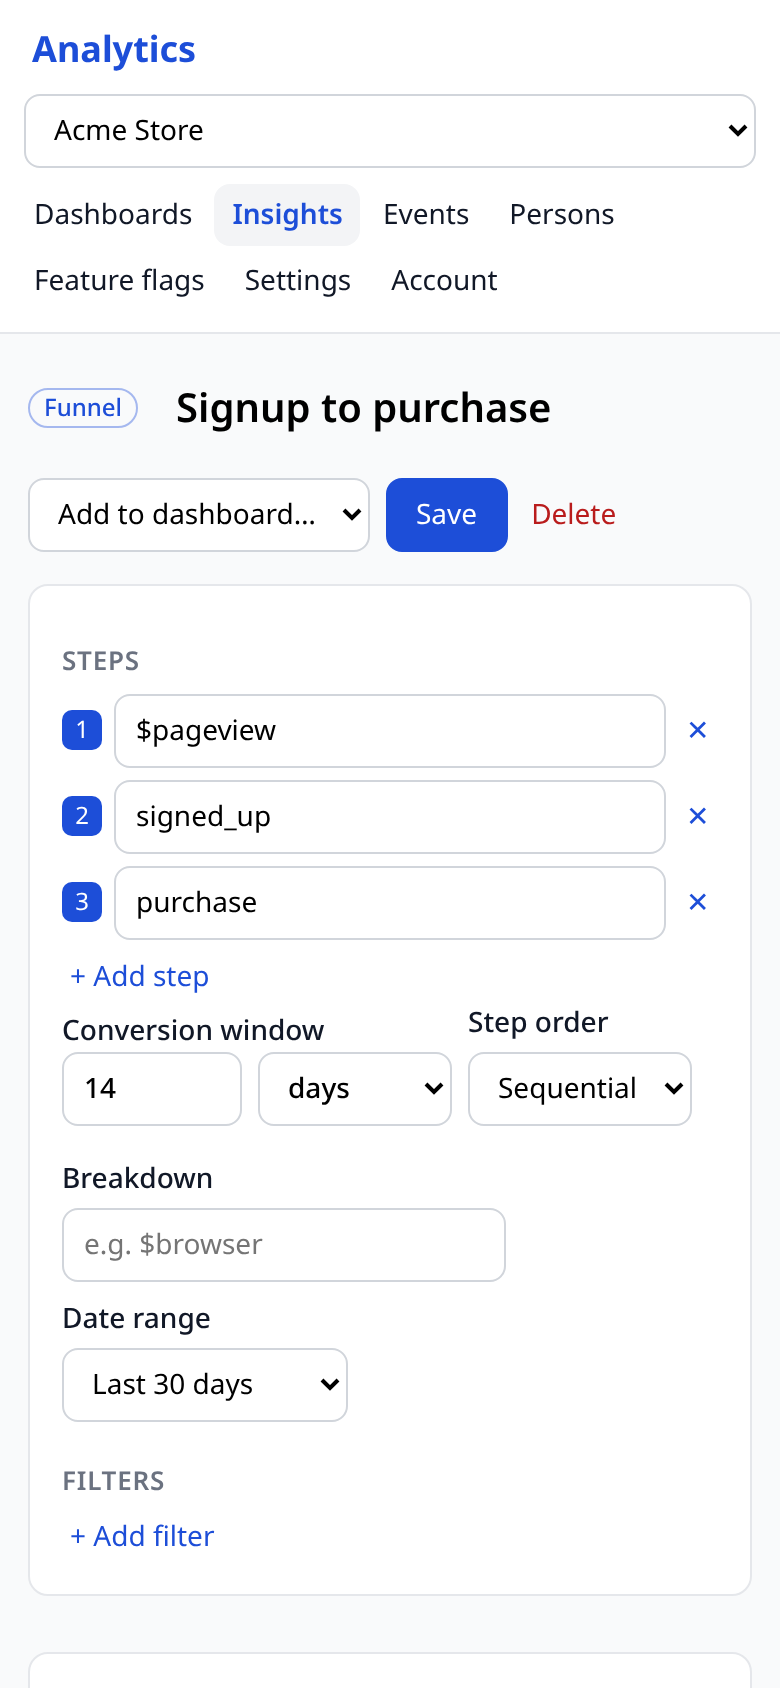 Analytics
Acme Store
Dashboards Insights Events Persons
Feature flags Settings Account
Funnel Signup to purchase
Add to dashboard... Save Delete
STEPS
1 $pageview ✕
2 signed_up ✕
3 purchase ✕
+ Add step
Conversion window Step order
14 days Sequential
Breakdown
e.g. $browser
Date range
Last 30 days
FILTERS
+ Add filter